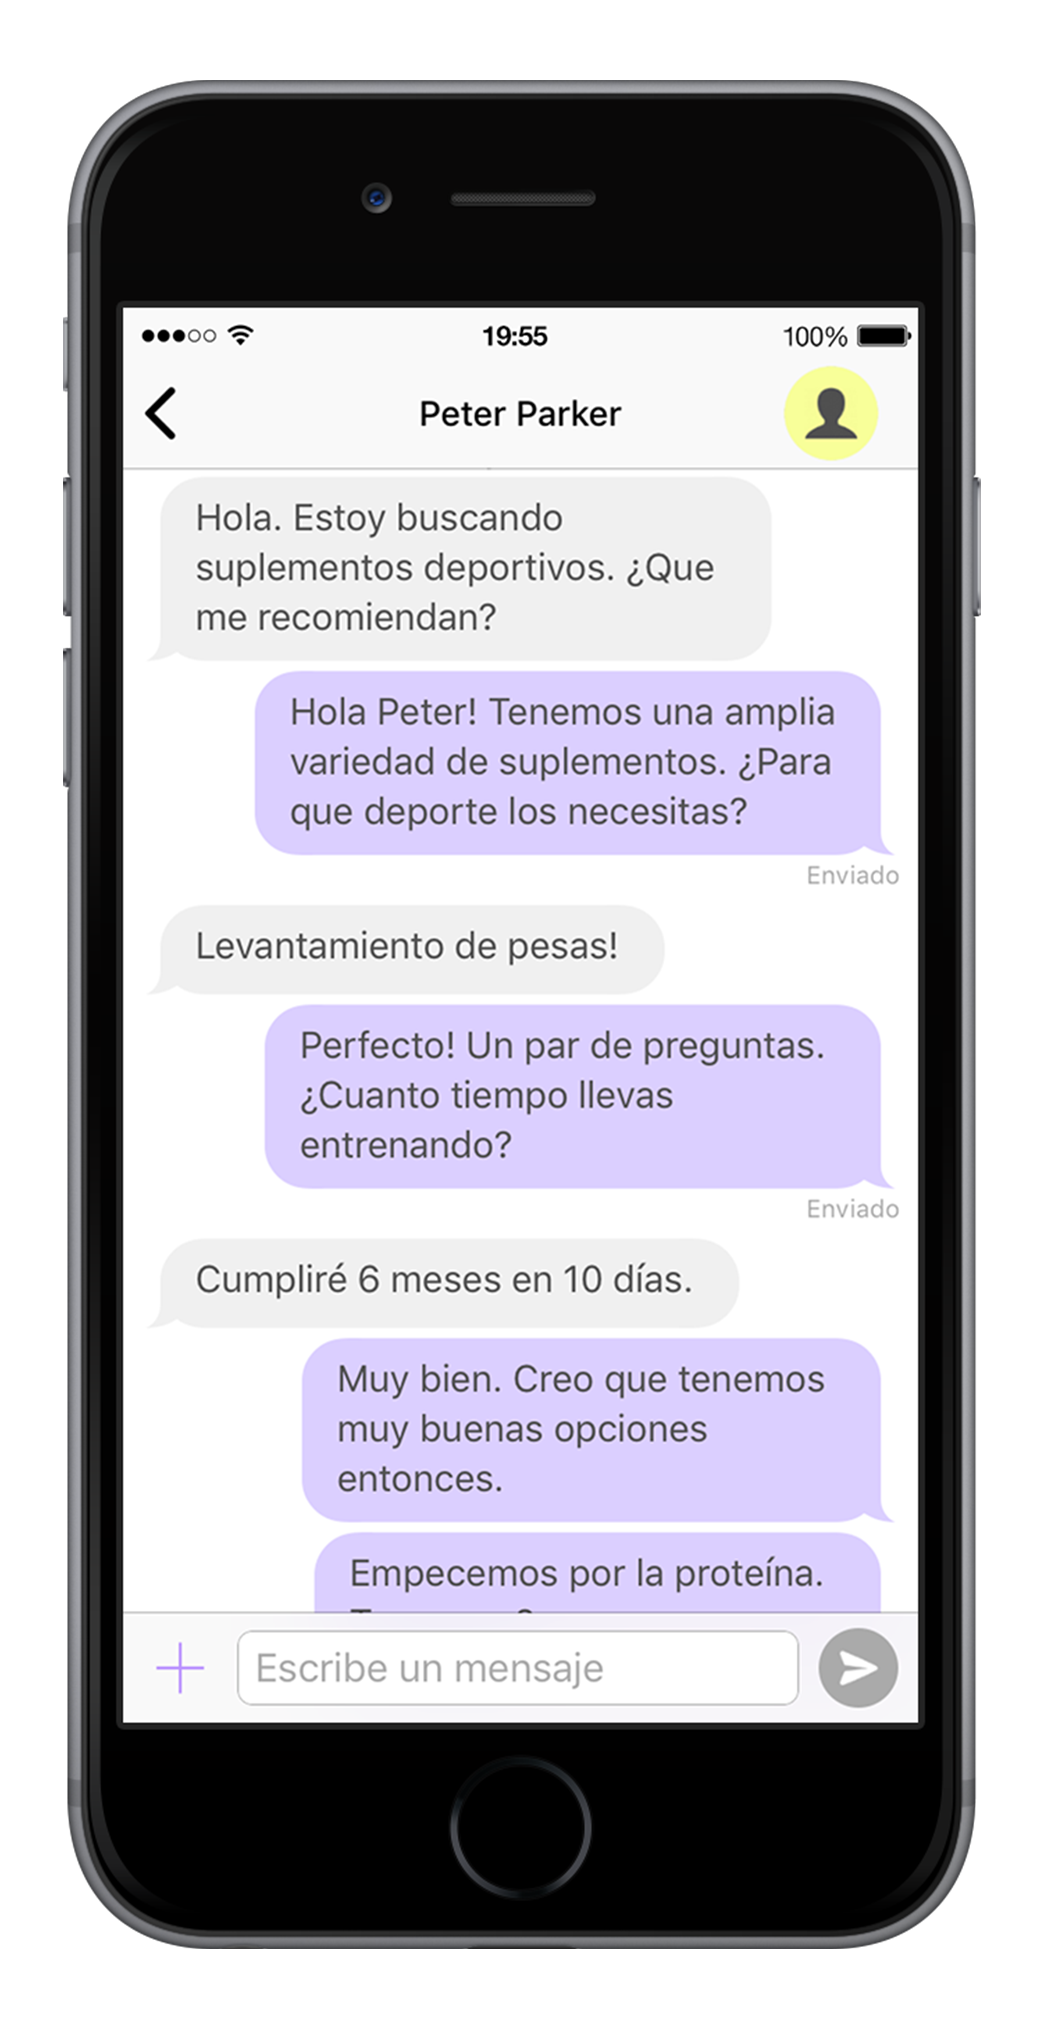 19:55
100%
Peter Parker
Hola. Estoy buscando
suplementos deportivos. ¿Que
me recomiendan?
Hola Peter! Tenemos una amplia
variedad de suplementos. ¿Para
que deporte los necesitas?
Enviado
Levantamiento de pesas!
Perfecto! Un par de preguntas.
¿Cuanto tiempo llevas
entrenando?
Enviado
Cumpliré 6 meses en 10 días.
Muy bien. Creo que tenemos
muy buenas opciones
entonces.
Empecemos por la proteína.
Escribe un mensaje